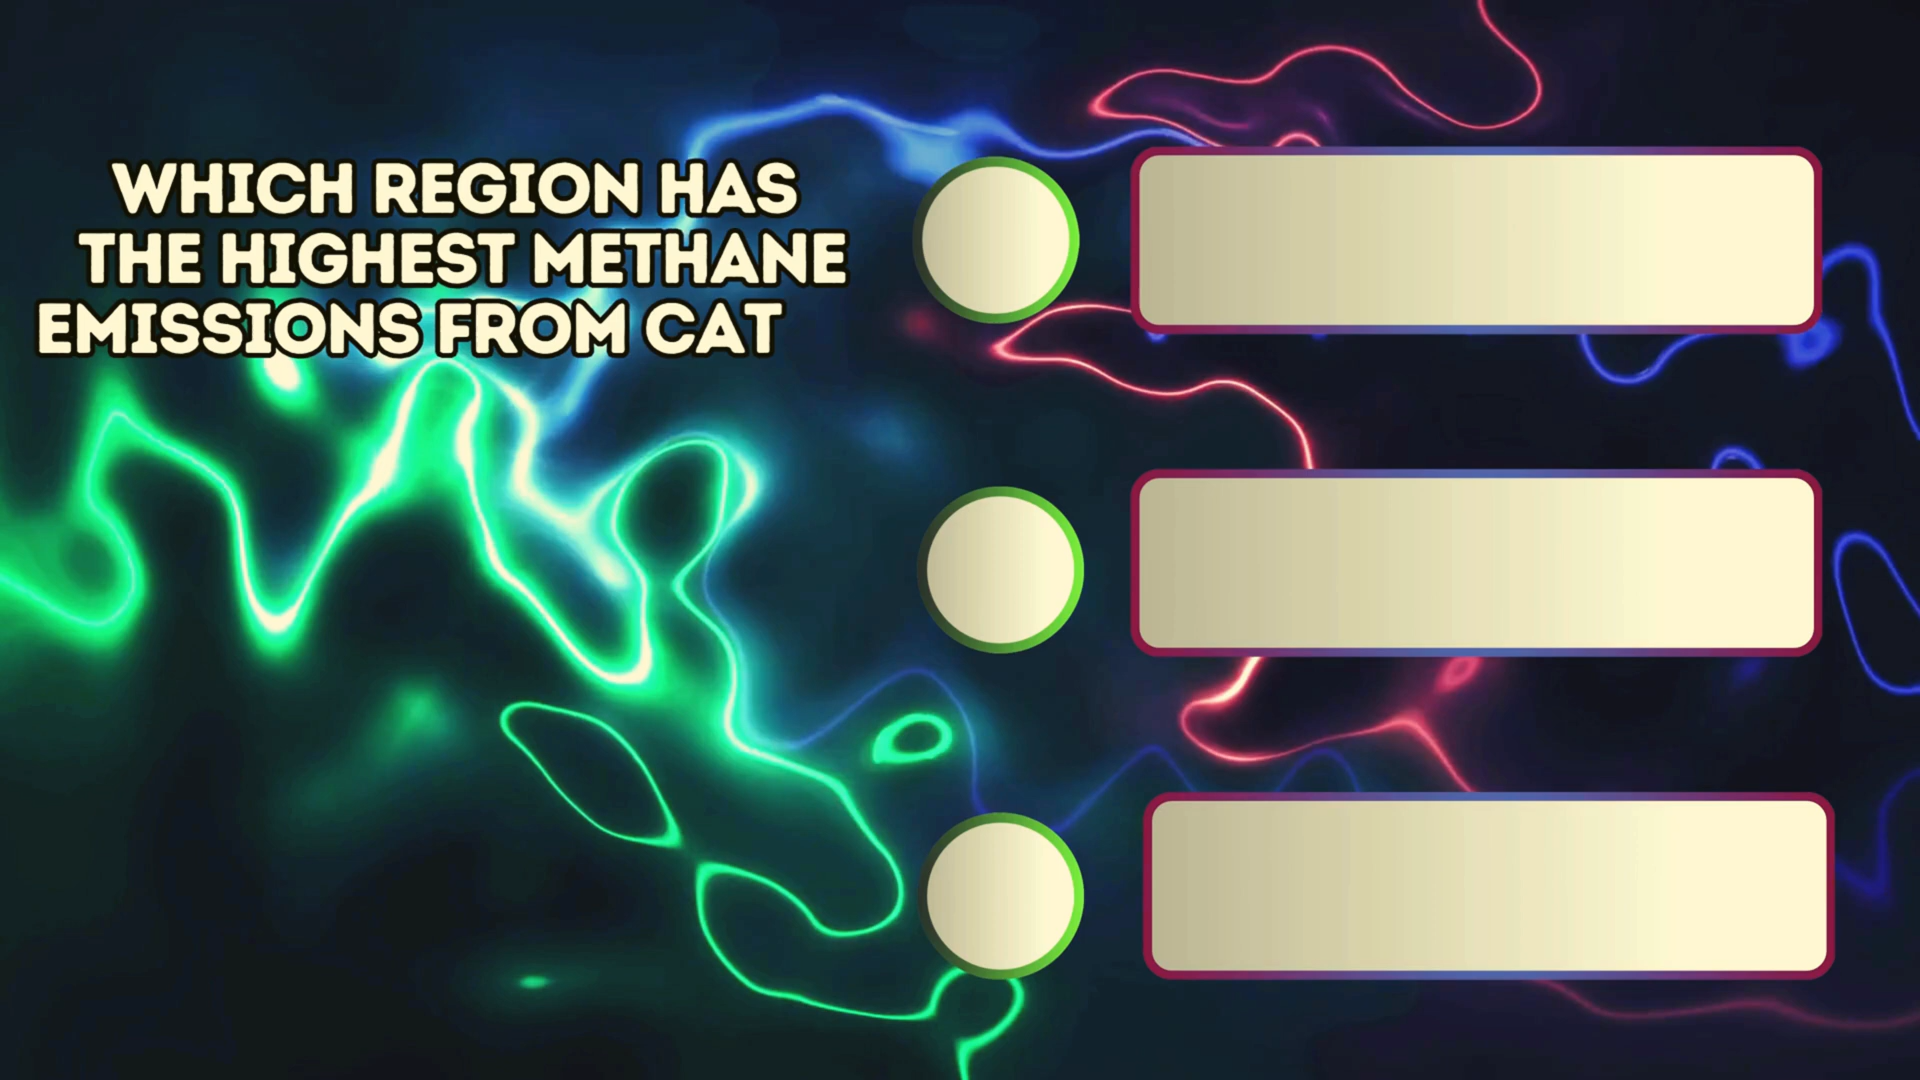 WHICH REGION HAS
THE HIGHEST METHANE
EMISSIONS FROM CAT